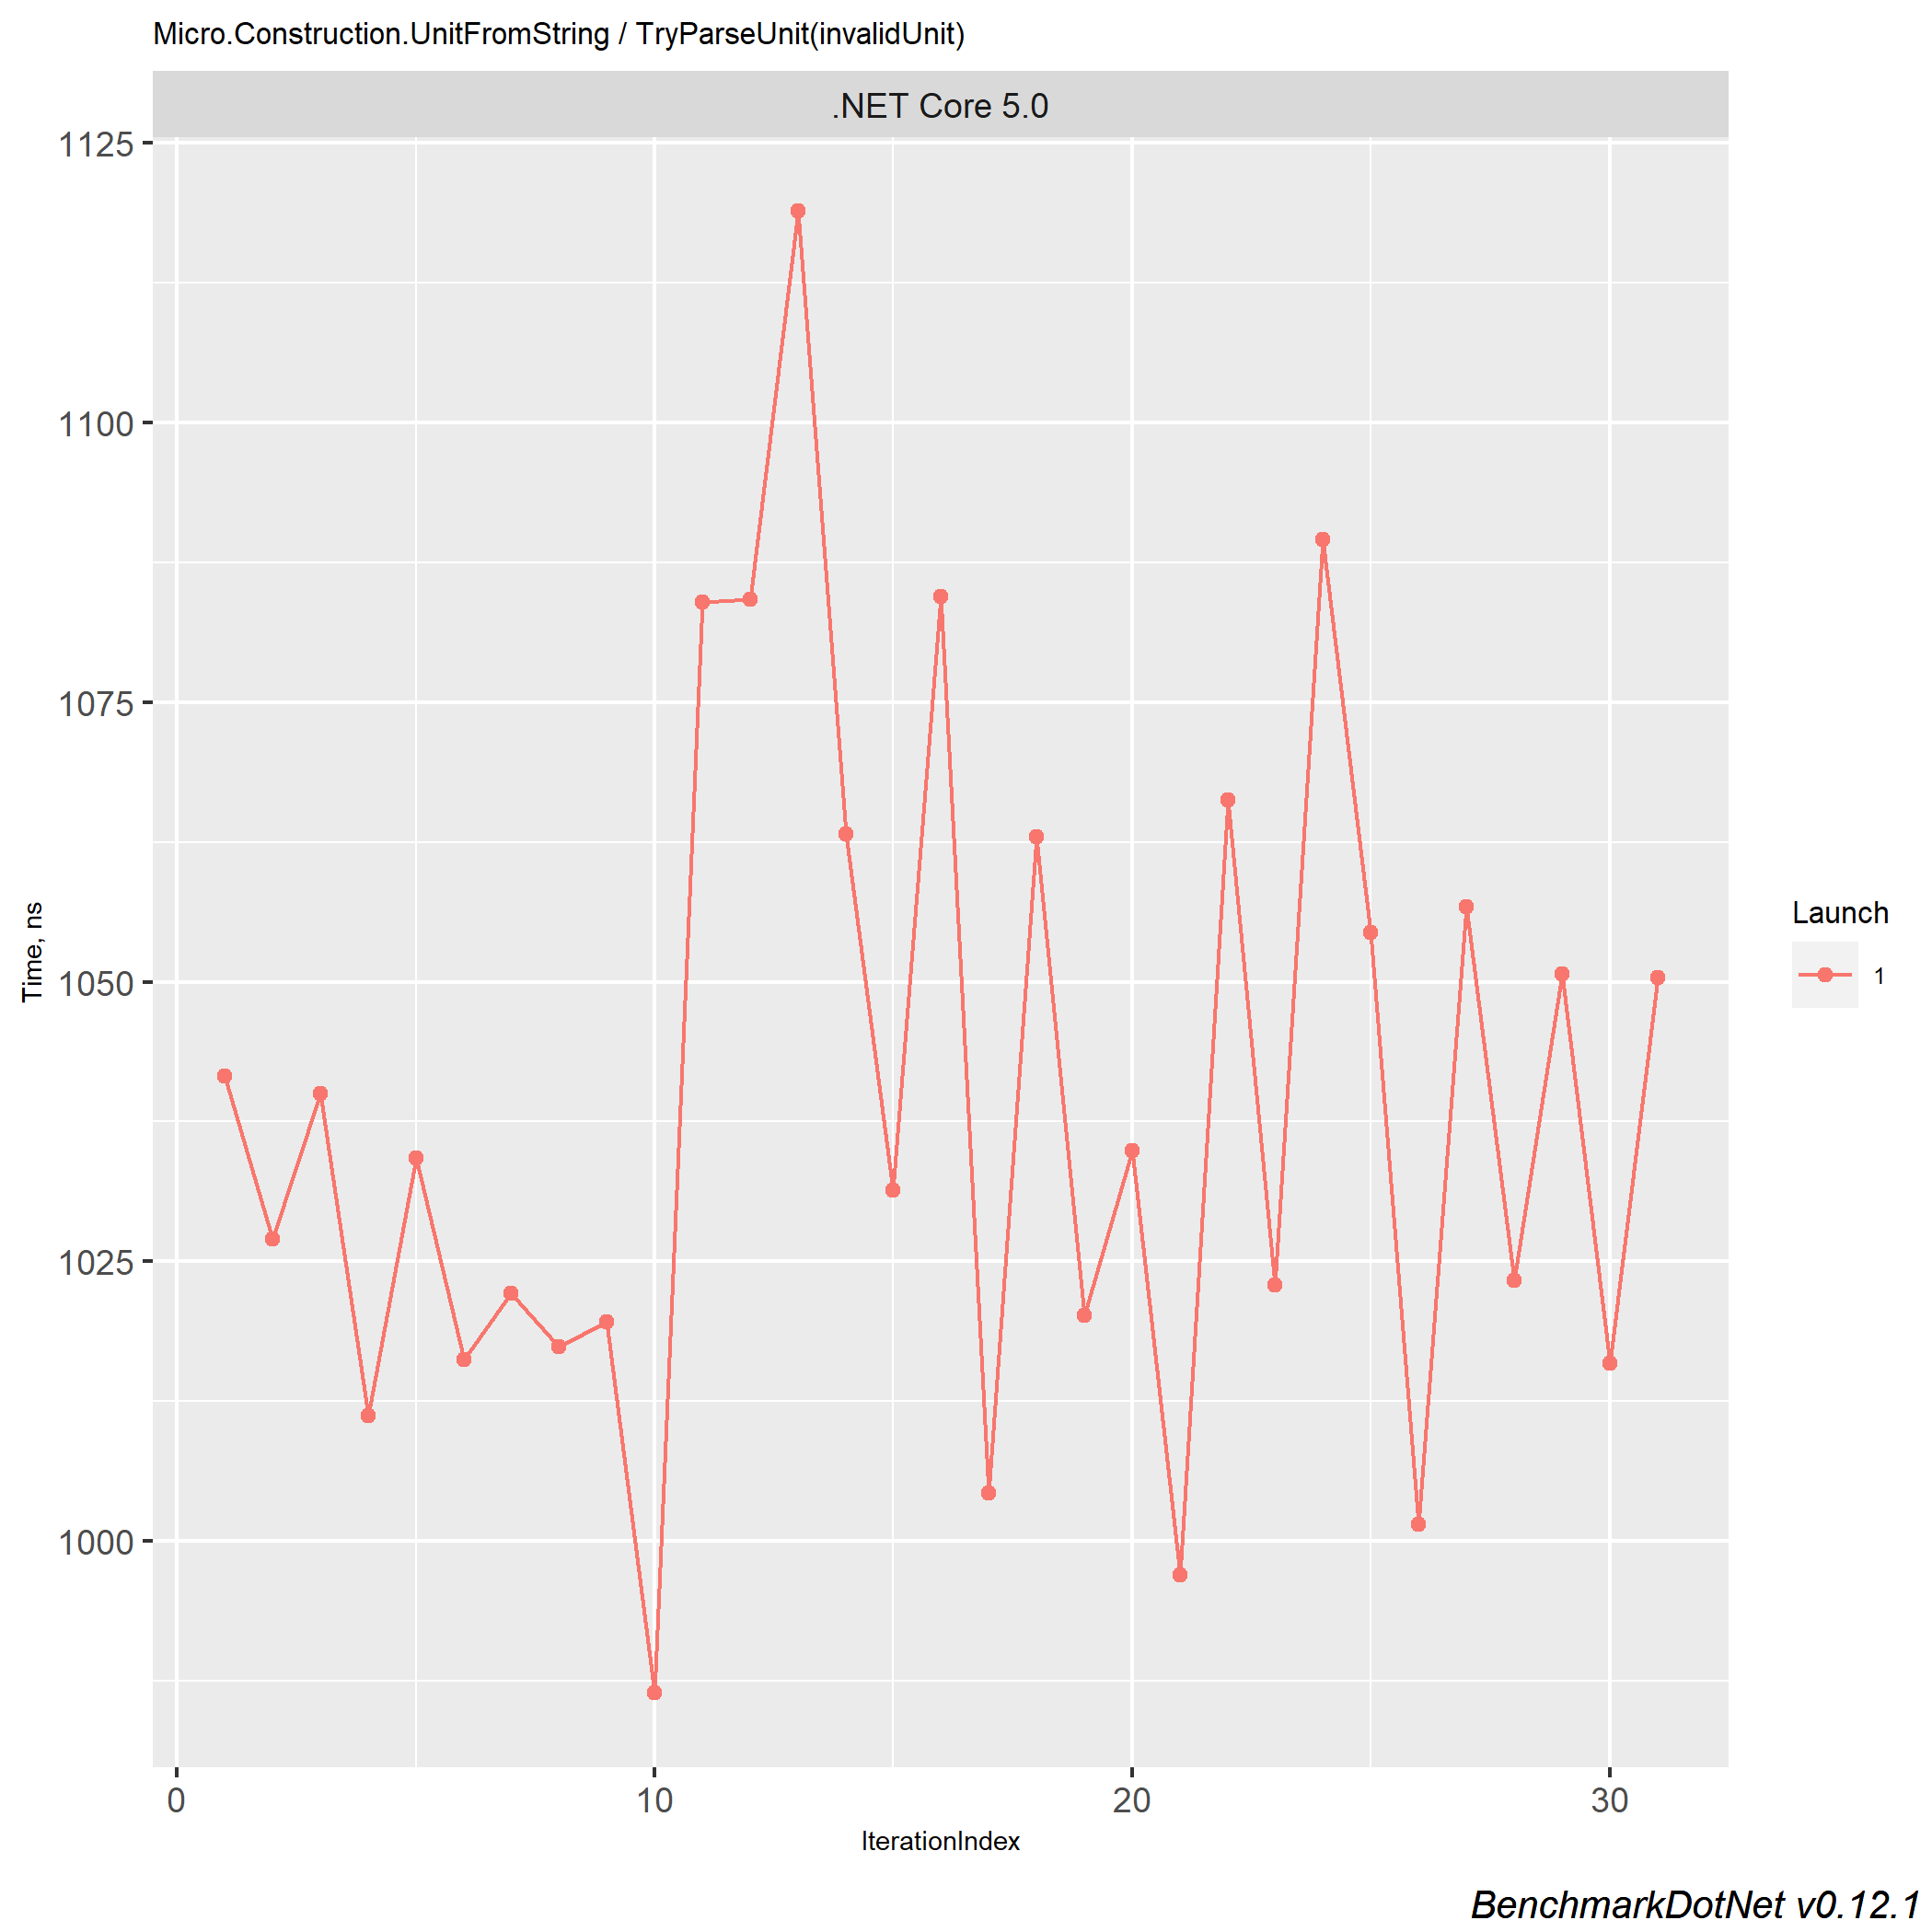 Micro.Construction.UnitFromString / TryParseUnit(invalidUnit)
.NET Core 5.0
1125
1100
1075
1050
1025
1000
Time, ns
0 10 20 30
IterationIndex
Launch
1
BenchmarkDotNet v0.12.1